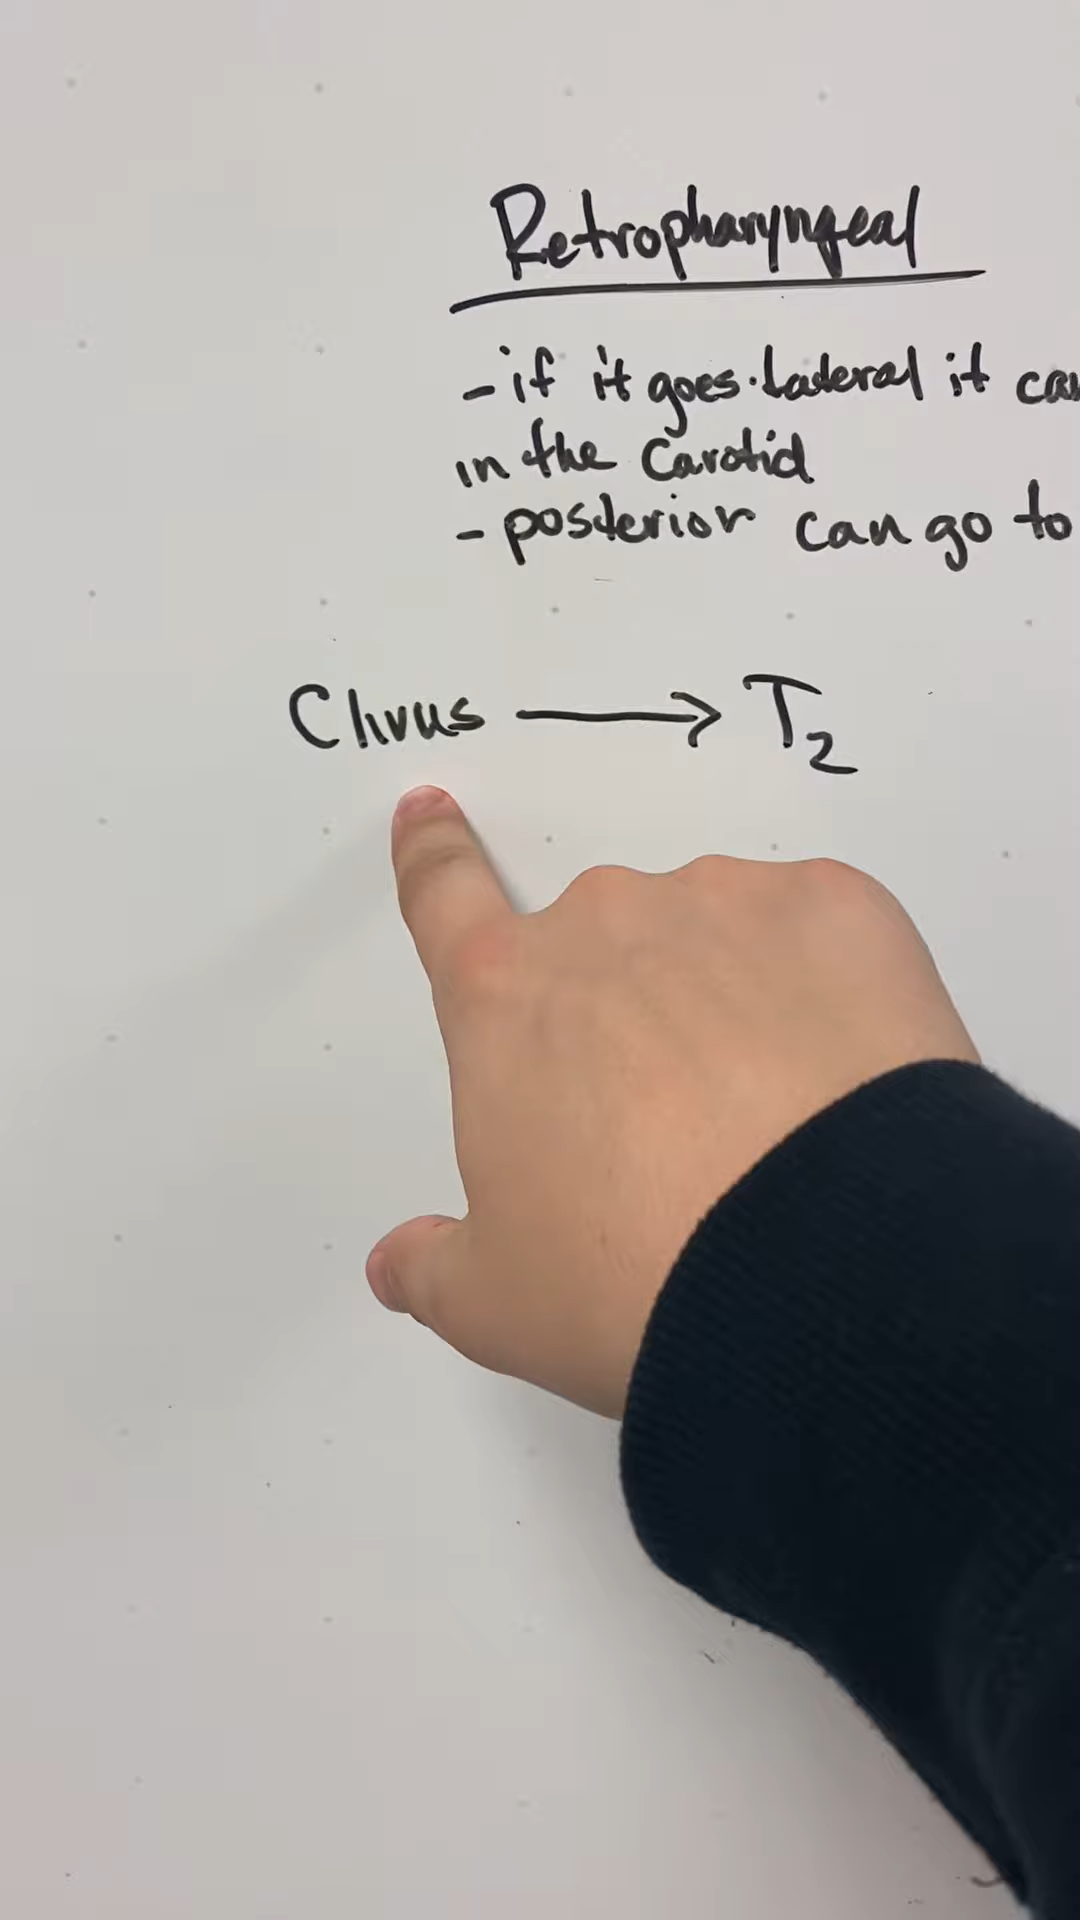 Retropharyngeal
- if it goes lateral it
in the Carotid
- posterior can go to
Clivus → T2